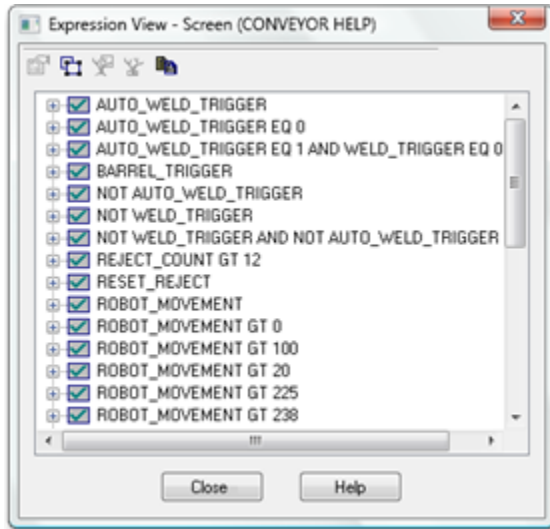 Expression View - Screen (CONVEYOR HELP)
AUTO_WELD_TRIGGER
AUTO_WELD_TRIGGER EQ 0
AUTO_WELD_TRIGGER EQ 1 AND WELD_TRIGGER EQ 0
BARREL_TRIGGER
NOT AUTO_WELD_TRIGGER
NOT WELD_TRIGGER
NOT WELD_TRIGGER AND NOT AUTO_WELD_TRIGGER
REJECT_COUNT GT 12
RESET_REJECT
ROBOT_MOVEMENT
ROBOT_MOVEMENT GT 0
ROBOT_MOVEMENT GT 100
ROBOT_MOVEMENT GT 20
ROBOT_MOVEMENT GT 225
ROBOT_MOVEMENT GT 238
Close Help